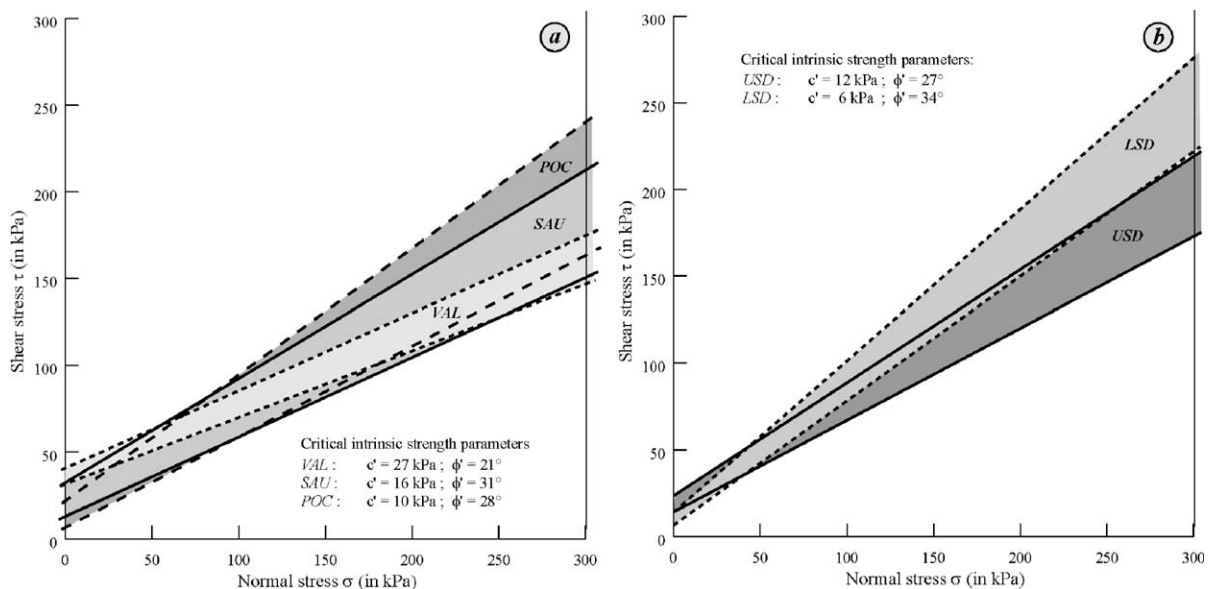 300
250
200
150
100
50
0
Shear stress τ (in kPa)
a
POC
SAU
VAL
Critical intrinsic strength parameters
VAL : c' = 27 kPa ; ϕ' = 21°
SAU : c' = 16 kPa ; ϕ' = 31°
POC : c' = 10 kPa ; ϕ' = 28°
0 50 100 150 200 250 300
Normal stress σ (in kPa)
300
250
200
150
100
50
0
Shear stress τ (in kPa)
b
Critical intrinsic strength parameters:
USD : c' = 12 kPa ; ϕ' = 27°
LSD : c' = 6 kPa ; ϕ' = 34°
LSD
USD
0 50 100 150 200 250 300
Normal stress σ (in kPa)